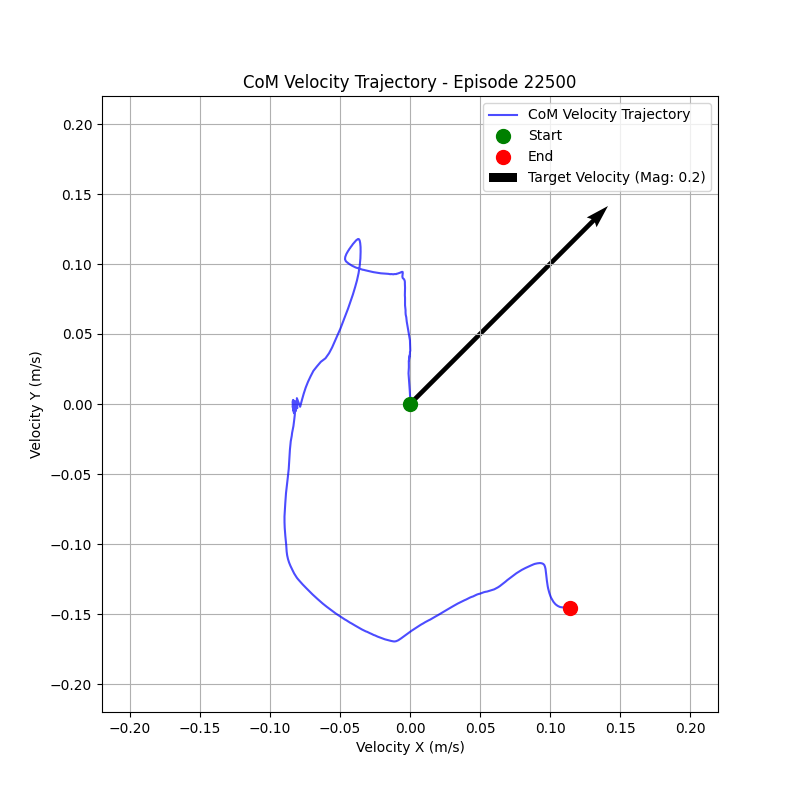 CoM Velocity Trajectory - Episode 22500
CoM Velocity Trajectory
Start
End
Target Velocity (Mag: 0.2)
0.20
0.15
0.10
0.05
0.00
−0.05
−0.10
−0.15
−0.20
Velocity Y (m/s)
−0.20 −0.15 −0.10 −0.05 0.00 0.05 0.10 0.15 0.20
Velocity X (m/s)